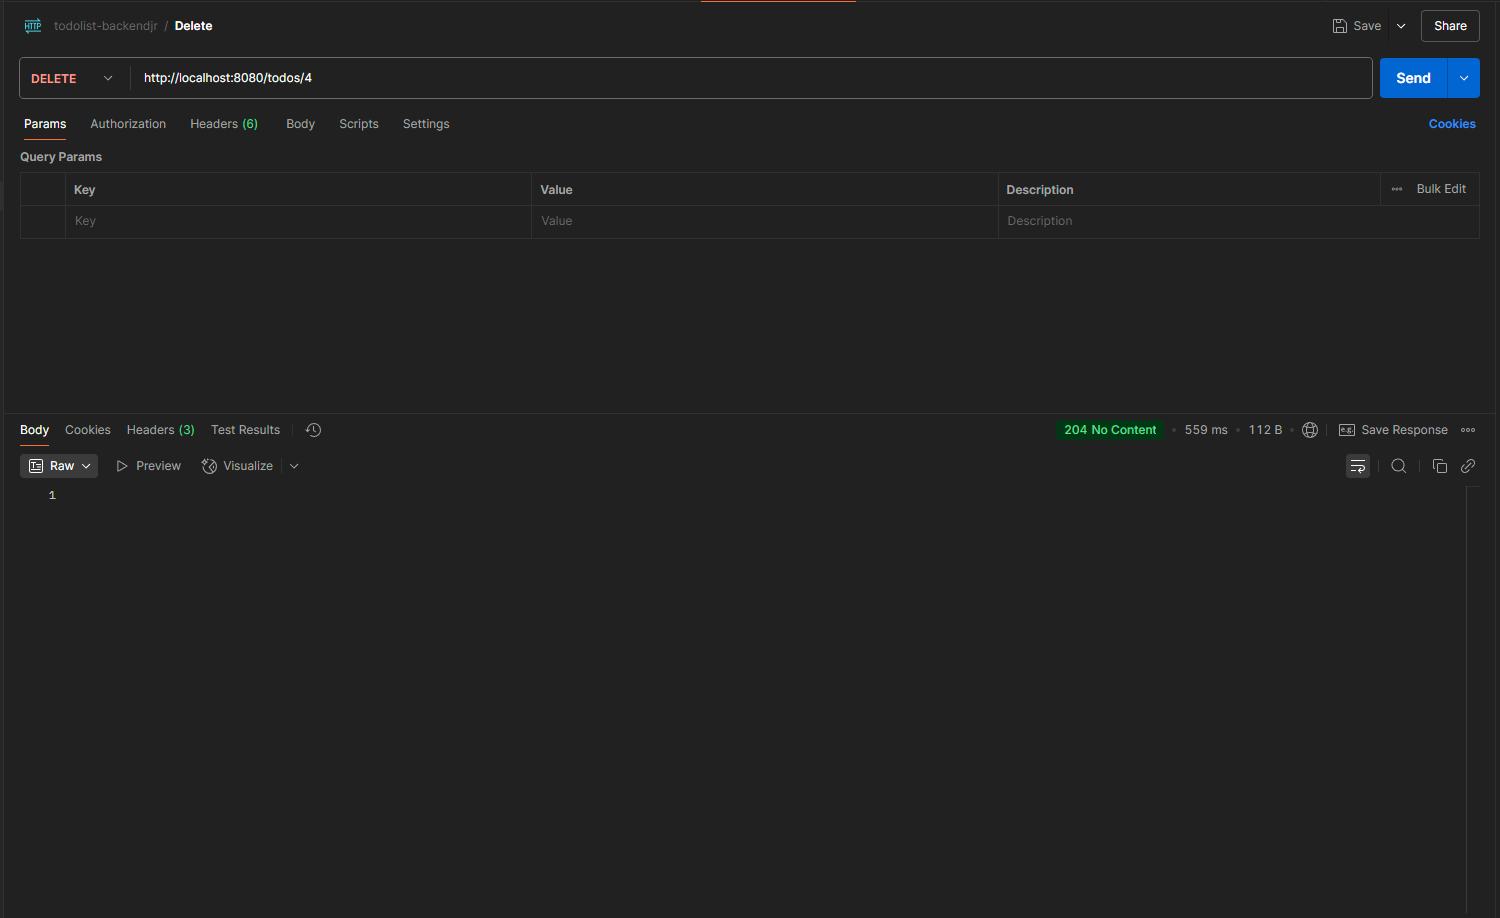 HTTP todolist-backendjr / Delete Save Share
DELETE http://localhost:8080/todos/4 Send
Params Authorization Headers (6) Body Scripts Settings Cookies
Query Params
Key Value Description ••• Bulk Edit
Key Value Description
Body Cookies Headers (3) Test Results 204 No Content • 559 ms • 112 B • e.g. Save Response •••
Raw Preview Visualize
1